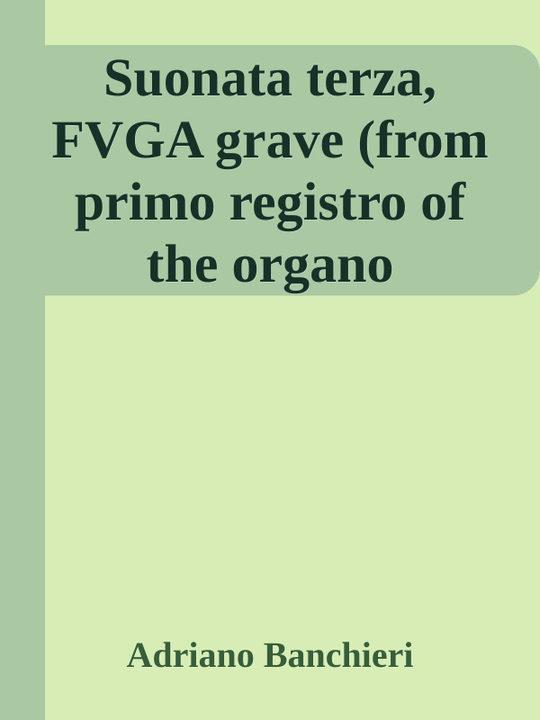 Suonata terza,
FVGA grave (from
primo registro of
the organo
Adriano Banchieri